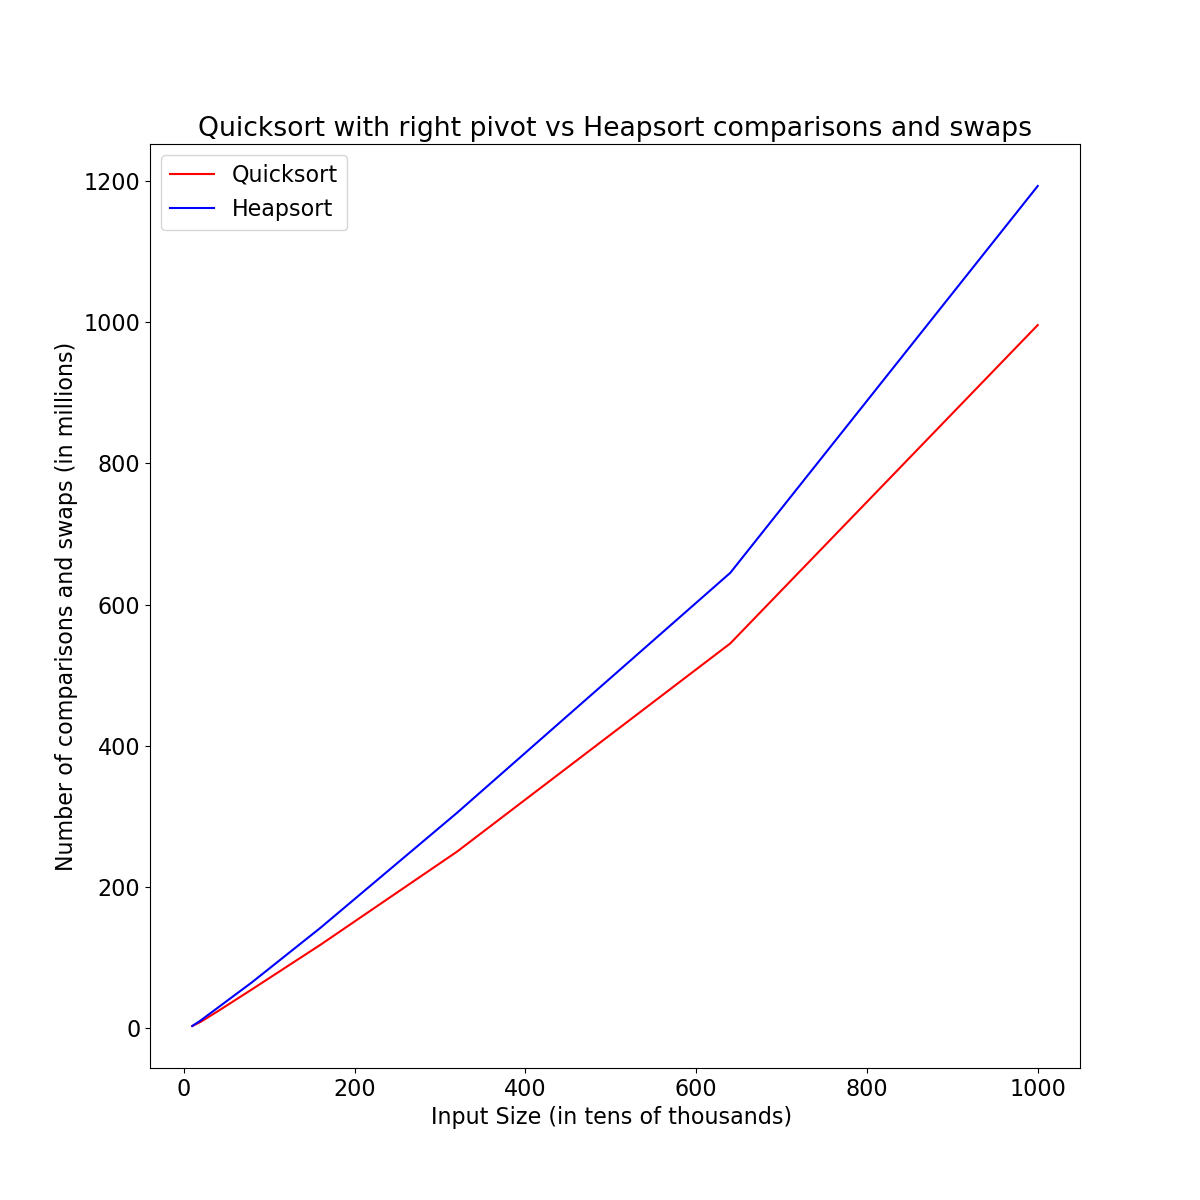 Quicksort with right pivot vs Heapsort comparisons and swaps
Quicksort
Heapsort
Number of comparisons and swaps (in millions)
1200
1000
800
600
400
200
0
0 200 400 600 800 1000
Input Size (in tens of thousands)